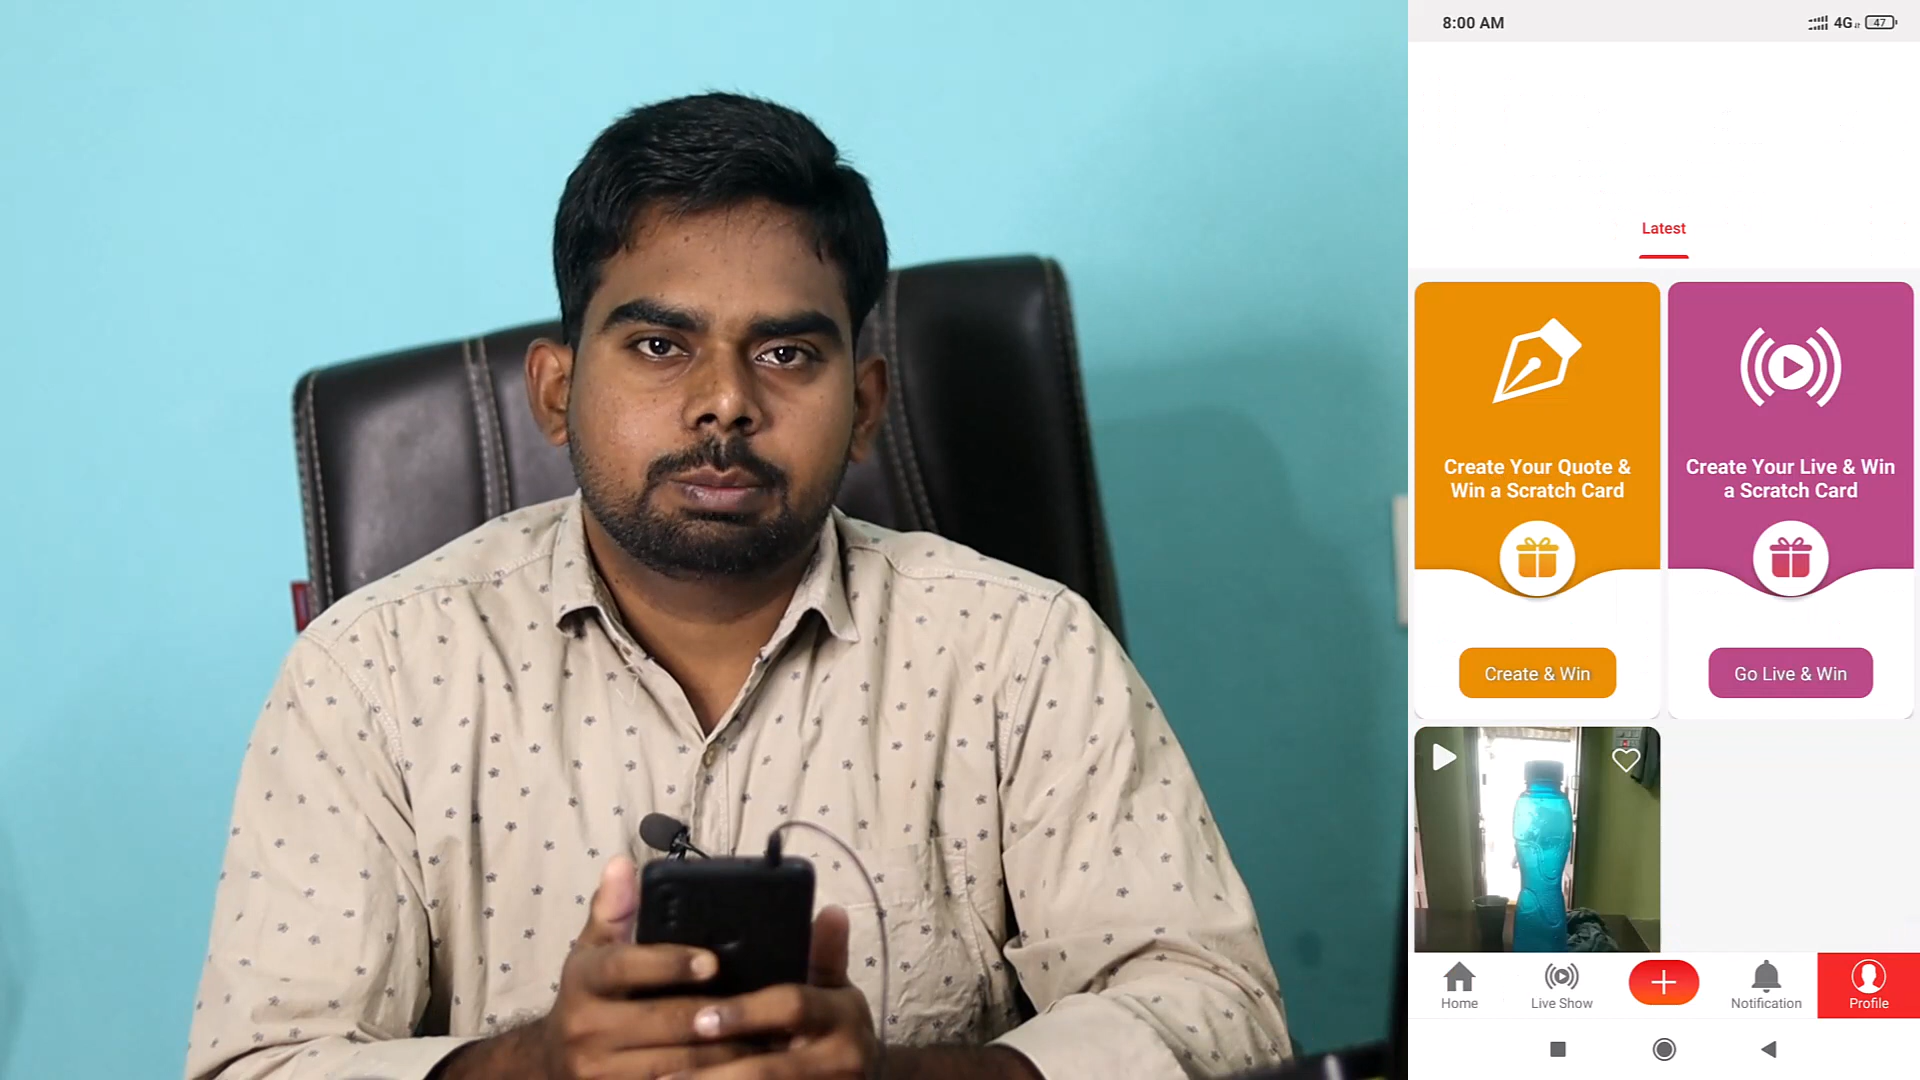 8:00 AM
4G
47
Latest
Create Your Quote &
Win a Scratch Card
Create Your Live & Win
a Scratch Card
Create & Win
Go Live & Win
Home
Live Show
Notification
Profile